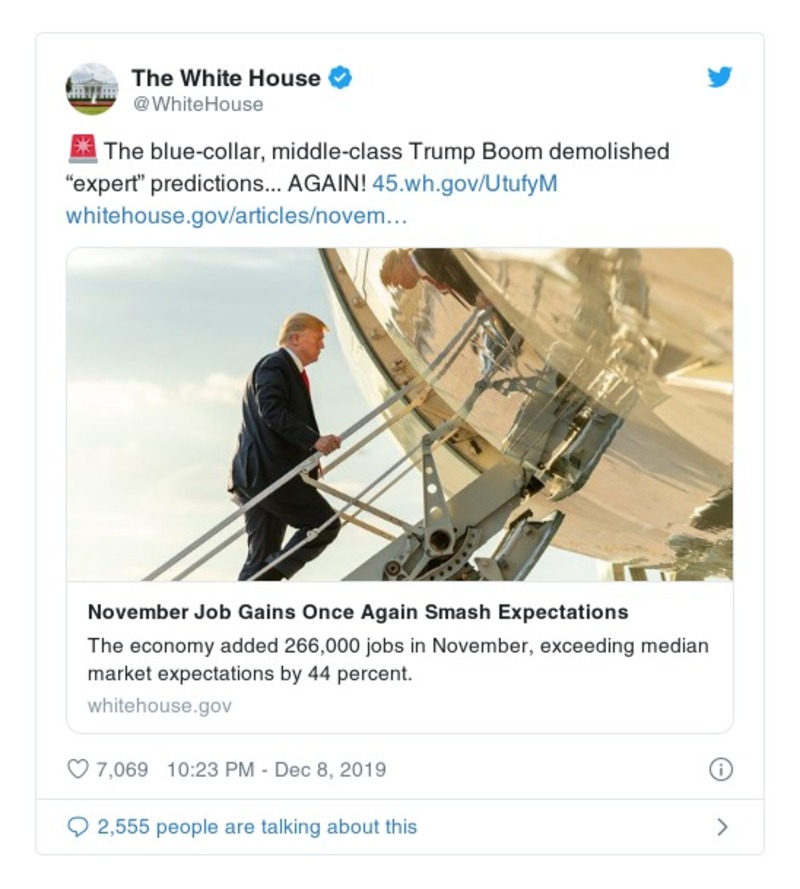 The White House
@WhiteHouse
🚨 The blue-collar, middle-class Trump Boom demolished
“expert” predictions... AGAIN! 45.wh.gov/UtufyM
whitehouse.gov/articles/novem…
November Job Gains Once Again Smash Expectations
The economy added 266,000 jobs in November, exceeding median
market expectations by 44 percent.
whitehouse.gov
7,069 10:23 PM - Dec 8, 2019
2,555 people are talking about this